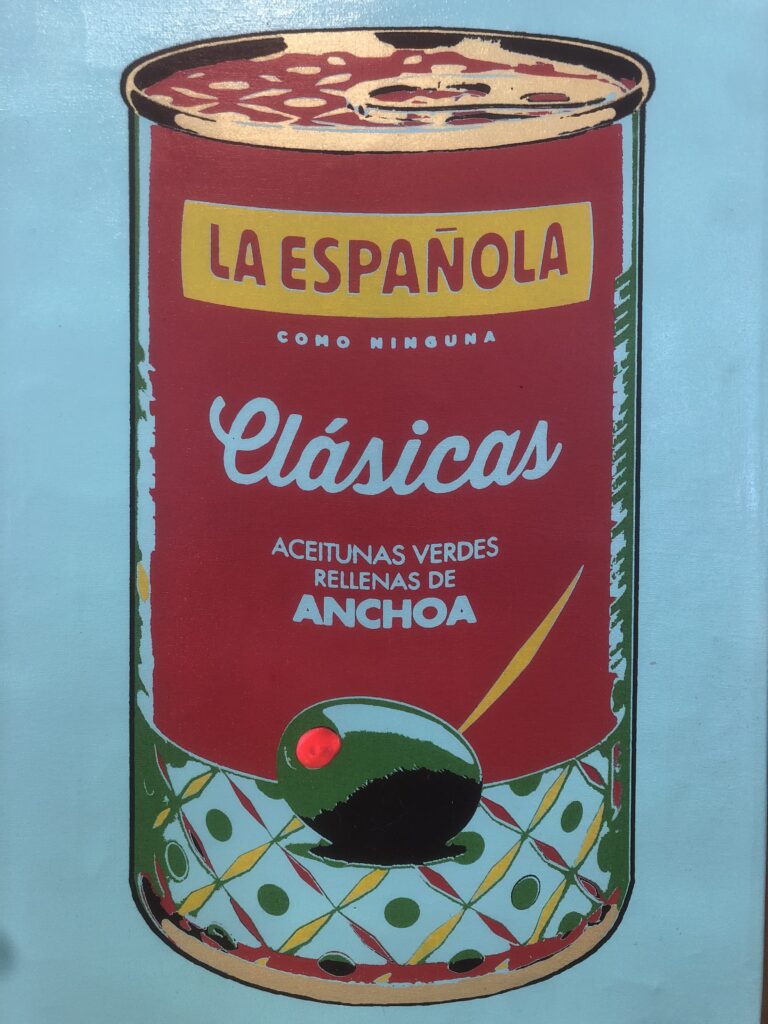 LA ESPAÑOLA
COMO NINGUNA
Clásicas
ACEITUNAS VERDES
RELLENAS DE
ANCHOA